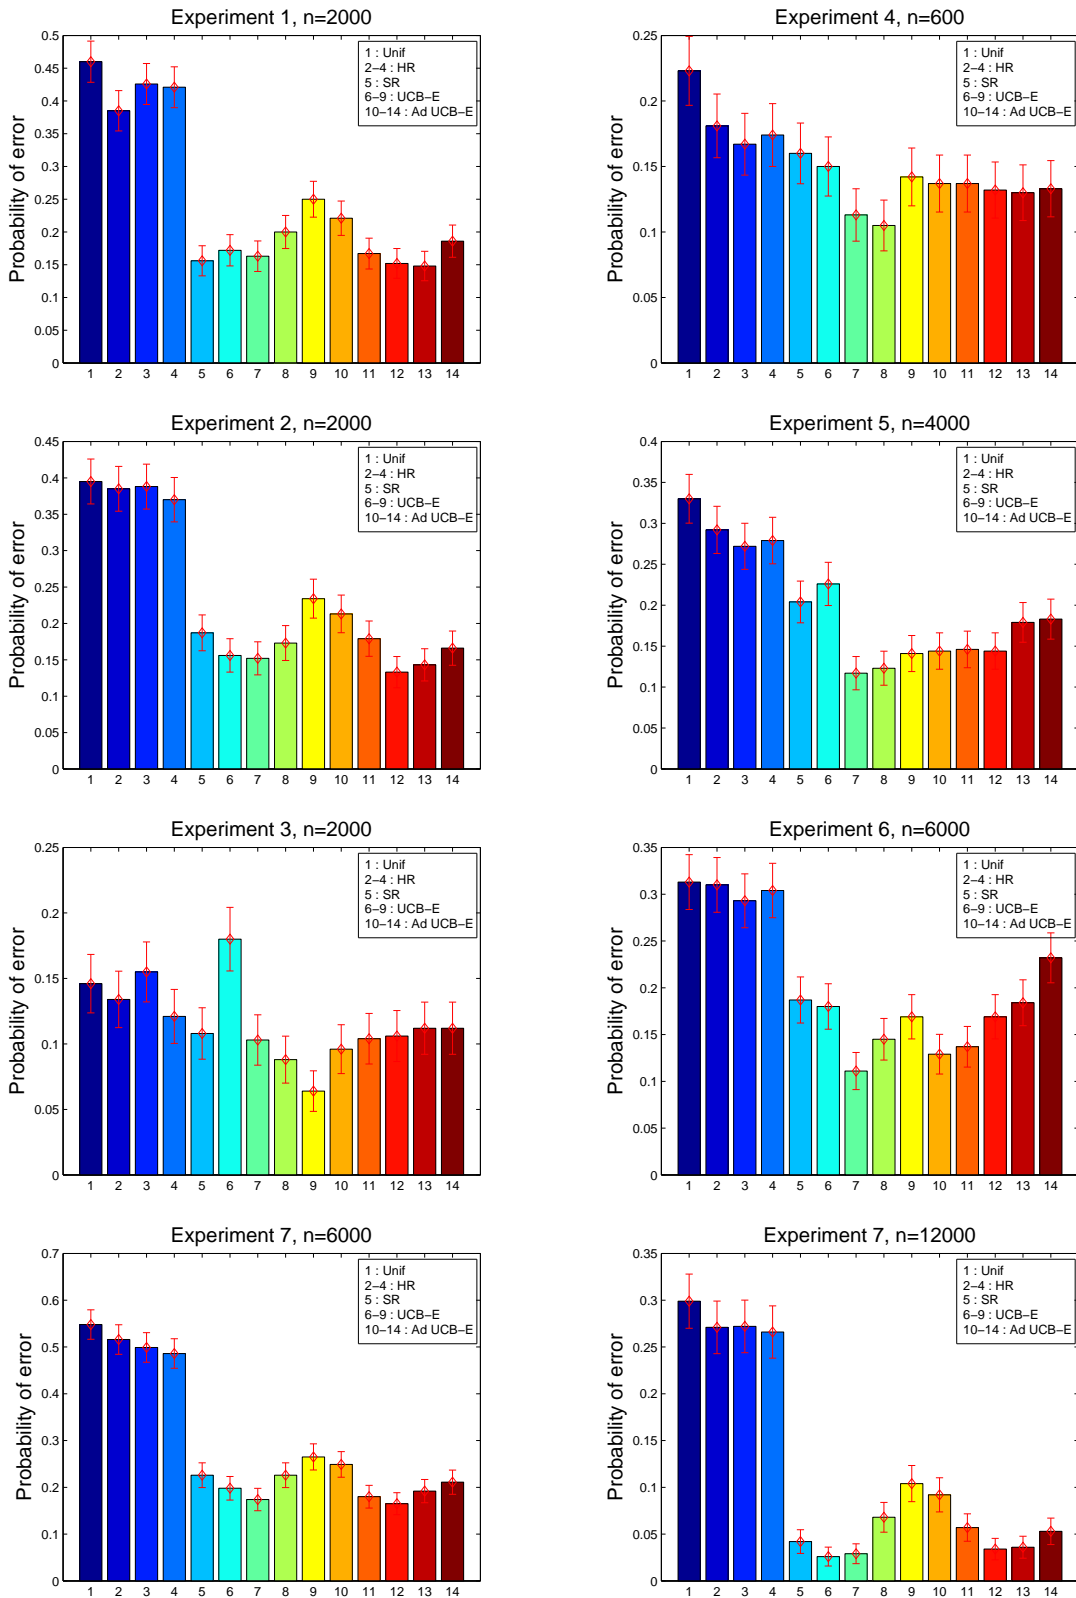 Experiment 1, n=2000
Probability of error
0.5
0.45
0.4
0.35
0.3
0.25
0.2
0.15
0.1
0.05
0
1 2 3 4 5 6 7 8 9 10 11 12 13 14
1 : Unif
2−4 : HR
5 : SR
6−9 : UCB−E
10−14 : Ad UCB−E
Experiment 4, n=600
Probability of error
0.25
0.2
0.15
0.1
0.05
0
1 2 3 4 5 6 7 8 9 10 11 12 13 14
1 : Unif
2−4 : HR
5 : SR
6−9 : UCB−E
10−14 : Ad UCB−E
Experiment 2, n=2000
Probability of error
0.45
0.4
0.35
0.3
0.25
0.2
0.15
0.1
0.05
0
1 2 3 4 5 6 7 8 9 10 11 12 13 14
1 : Unif
2−4 : HR
5 : SR
6−9 : UCB−E
10−14 : Ad UCB−E
Experiment 5, n=4000
Probability of error
0.4
0.35
0.3
0.25
0.2
0.15
0.1
0.05
0
1 2 3 4 5 6 7 8 9 10 11 12 13 14
1 : Unif
2−4 : HR
5 : SR
6−9 : UCB−E
10−14 : Ad UCB−E
Experiment 3, n=2000
Probability of error
0.25
0.2
0.15
0.1
0.05
0
1 2 3 4 5 6 7 8 9 10 11 12 13 14
1 : Unif
2−4 : HR
5 : SR
6−9 : UCB−E
10−14 : Ad UCB−E
Experiment 6, n=6000
Probability of error
0.35
0.3
0.25
0.2
0.15
0.1
0.05
0
1 2 3 4 5 6 7 8 9 10 11 12 13 14
1 : Unif
2−4 : HR
5 : SR
6−9 : UCB−E
10−14 : Ad UCB−E
Experiment 7, n=6000
Probability of error
0.7
0.6
0.5
0.4
0.3
0.2
0.1
0
1 2 3 4 5 6 7 8 9 10 11 12 13 14
1 : Unif
2−4 : HR
5 : SR
6−9 : UCB−E
10−14 : Ad UCB−E
Experiment 7, n=12000
Probability of error
0.35
0.3
0.25
0.2
0.15
0.1
0.05
0
1 2 3 4 5 6 7 8 9 10 11 12 13 14
1 : Unif
2−4 : HR
5 : SR
6−9 : UCB−E
10−14 : Ad UCB−E